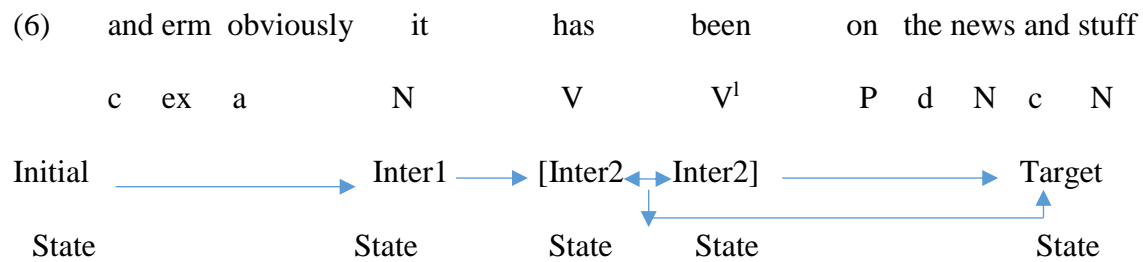 (6) and erm obviously it has been on the news and stuff
c ex a N V V¹ P d N c N
Initial Inter1 [Inter2 Inter2] Target
State State State State State